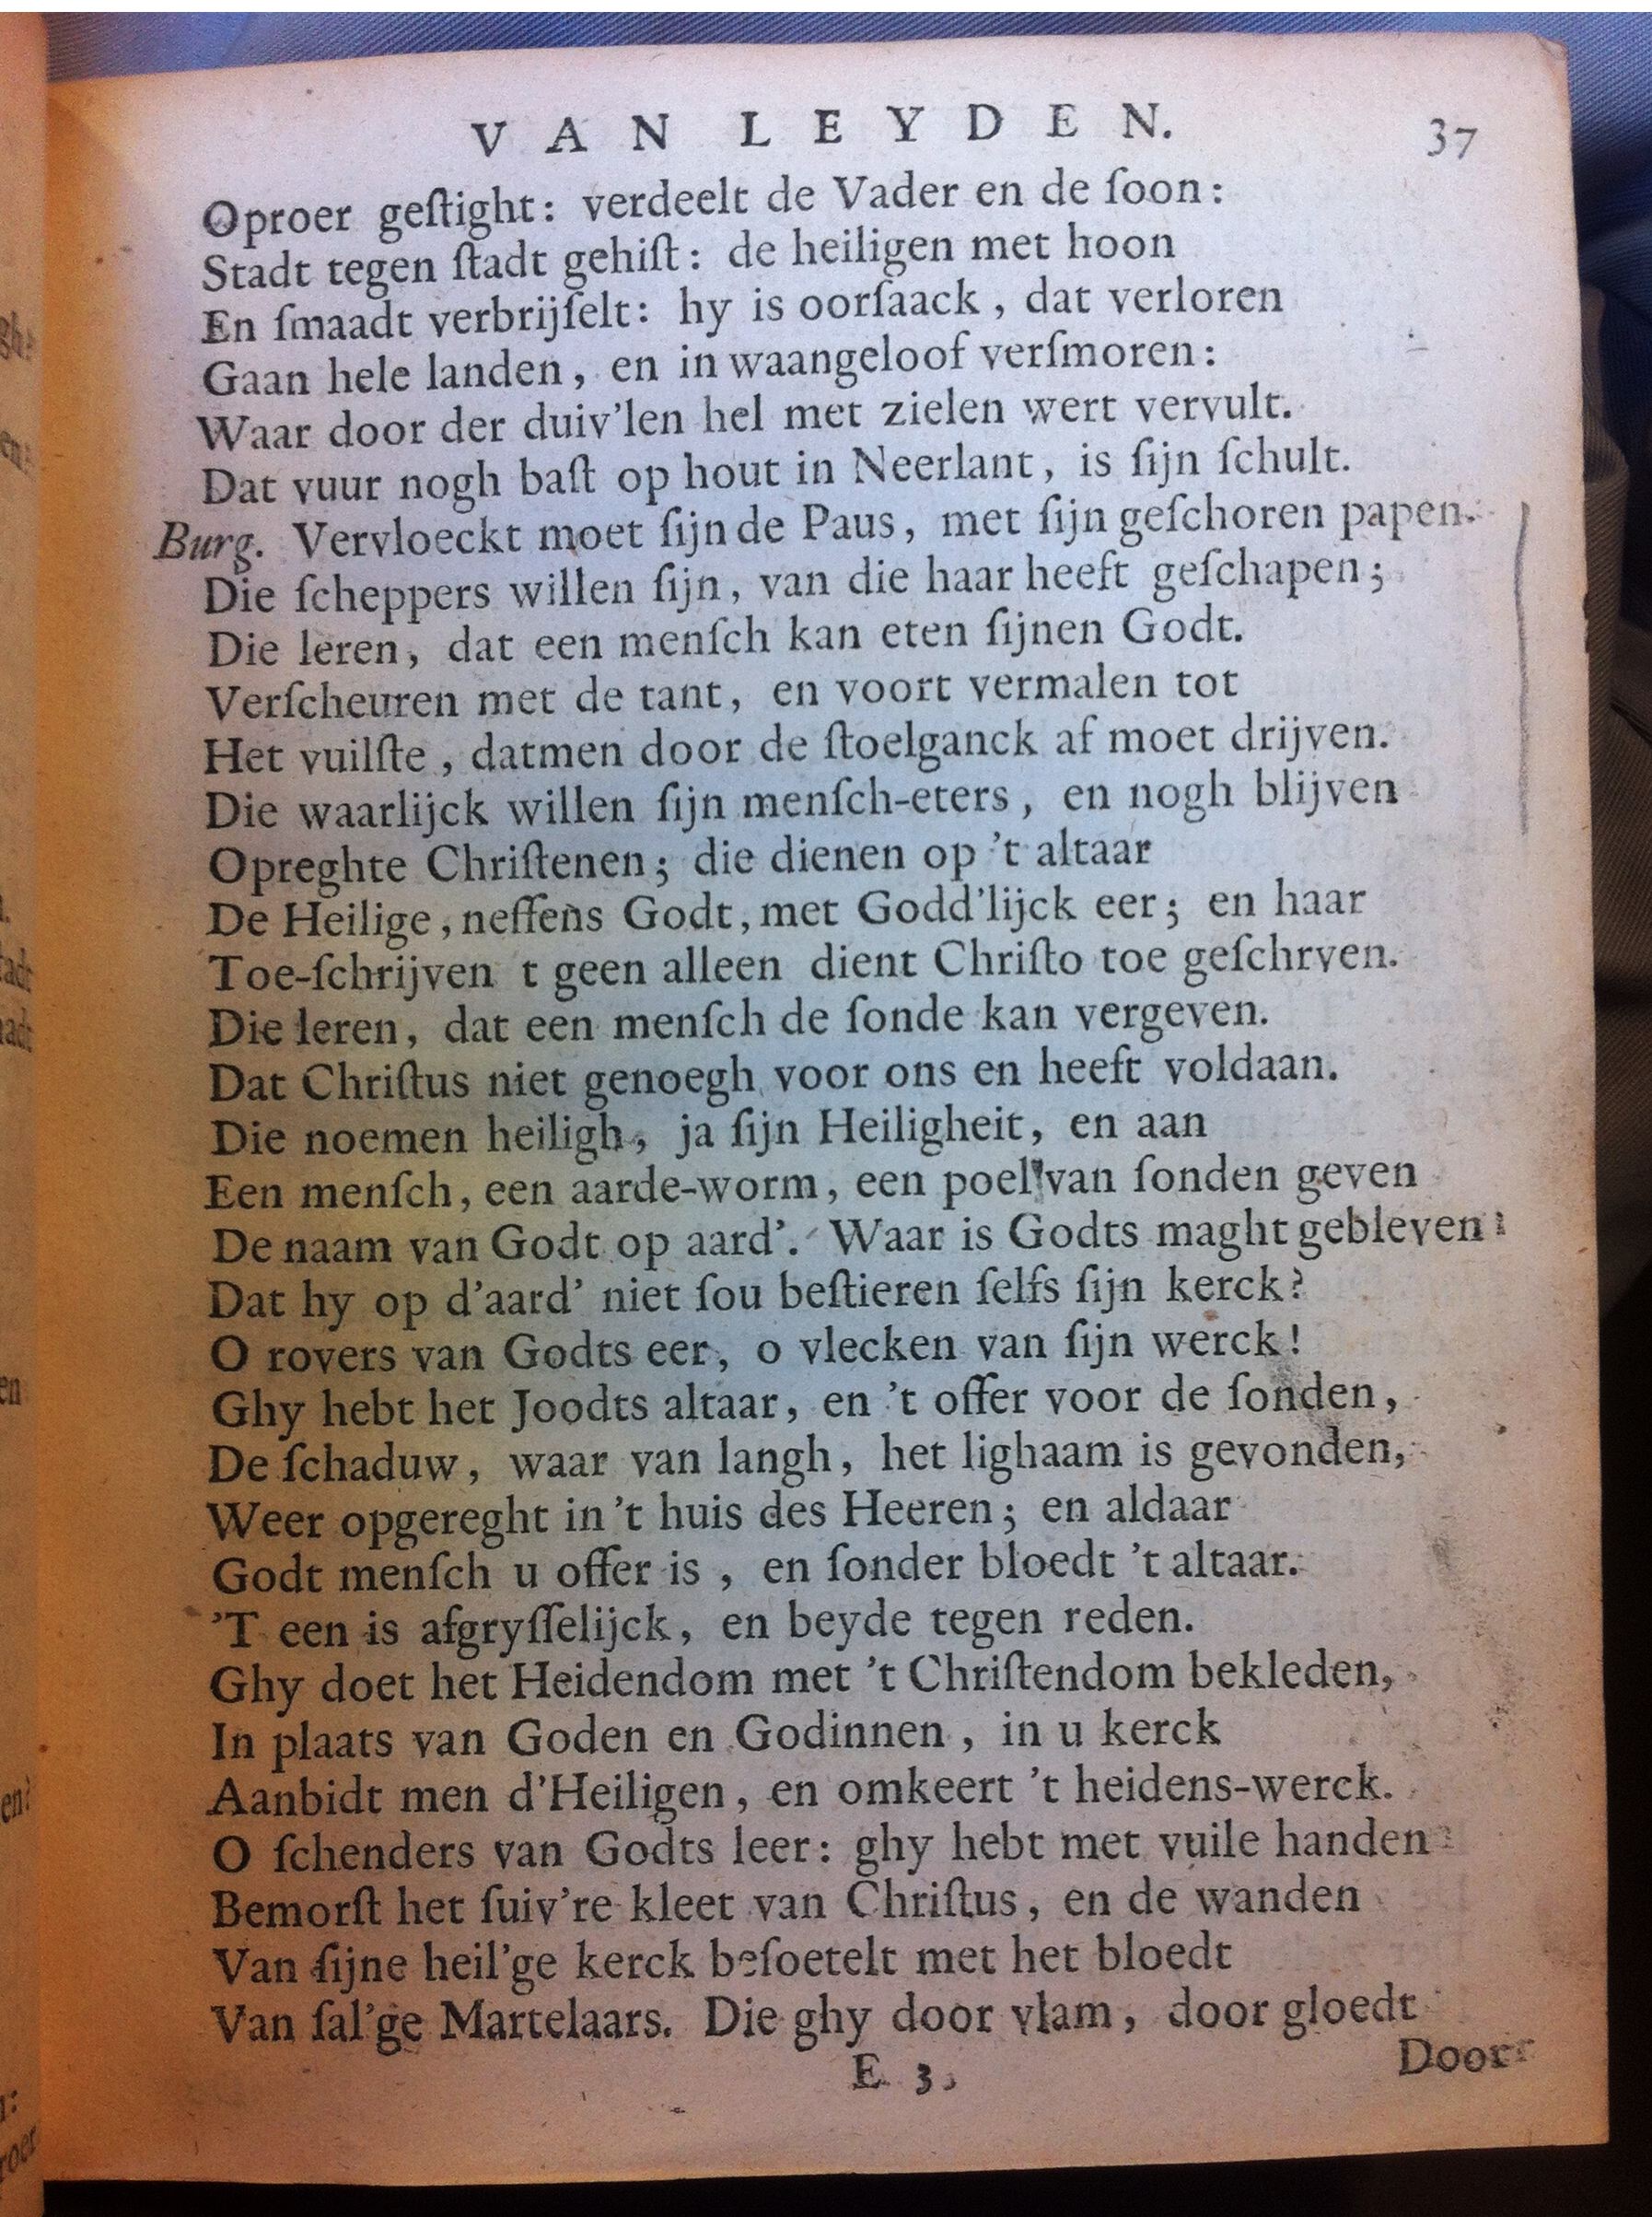 VAN LEYDEN. 37
Oproer geſtight: verdeelt de Vader en de ſoon:
Stadt tegen ſtadt gehiſt: de heiligen met hoon
En ſmaadt verbrijſelt: hy is oorſaack, dat verloren
Gaan hele landen, en in waangeloof verſmoren:
Waar door der duiv'len hel met zielen wert vervult.
Dat vuur nogh baſt op hout in Neerlant, is ſijn ſchult.
Burg. Vervloeckt moet ſijn de Paus, met ſijn geſchoren papen.
Die ſcheppers willen ſijn, van die haar heeft geſchapen;
Die leren, dat een menſch kan eten ſijnen Godt.
Verſcheuren met de tant, en voort vermalen tot
Het vuilſte, datmen door de ſtoelganck af moet drijven.
Die waarlijck willen ſijn menſch-eters, en nogh blijven
Opreghte Chriſtenen; die dienen op 't altaar
De Heilige, neffens Godt, met Godd'lijck eer; en haar
Toe-ſchrijven t geen alleen dient Chriſto toe geſchrven.
Die leren, dat een menſch de ſonde kan vergeven.
Dat Chriſtus niet genoegh voor ons en heeft voldaan.
Die noemen heiligh, ja ſijn Heiligheit, en aan
Een menſch, een aarde-worm, een poel van ſonden geven
De naam van Godt op aard'. Waar is Godts maght gebleven:
Dat hy op d'aard' niet ſou beſtieren ſelfs ſijn kerck?
O rovers van Godts eer, o vlecken van ſijn werck!
Ghy hebt het Joodts altaar, en 't offer voor de ſonden,
De ſchaduw, waar van langh, het lighaam is gevonden,
Weer opgereght in 't huis des Heeren; en aldaar
Godt menſch u offer is, en ſonder bloedt 't altaar.
'T een is afgryſſelijck, en beyde tegen reden.
Ghy doet het Heidendom met 't Chriſtendom bekleden,
In plaats van Goden en Godinnen, in u kerck
Aanbidt men d'Heiligen, en omkeert 't heidens-werck.
O ſchenders van Godts leer: ghy hebt met vuile handen
Bemorſt het ſuiv're kleet van Chriſtus, en de wanden
Van ſijne heil'ge kerck beſoetelt met het bloedt
Van ſal'ge Martelaars. Die ghy door vlam, door gloedt
E 3 Door